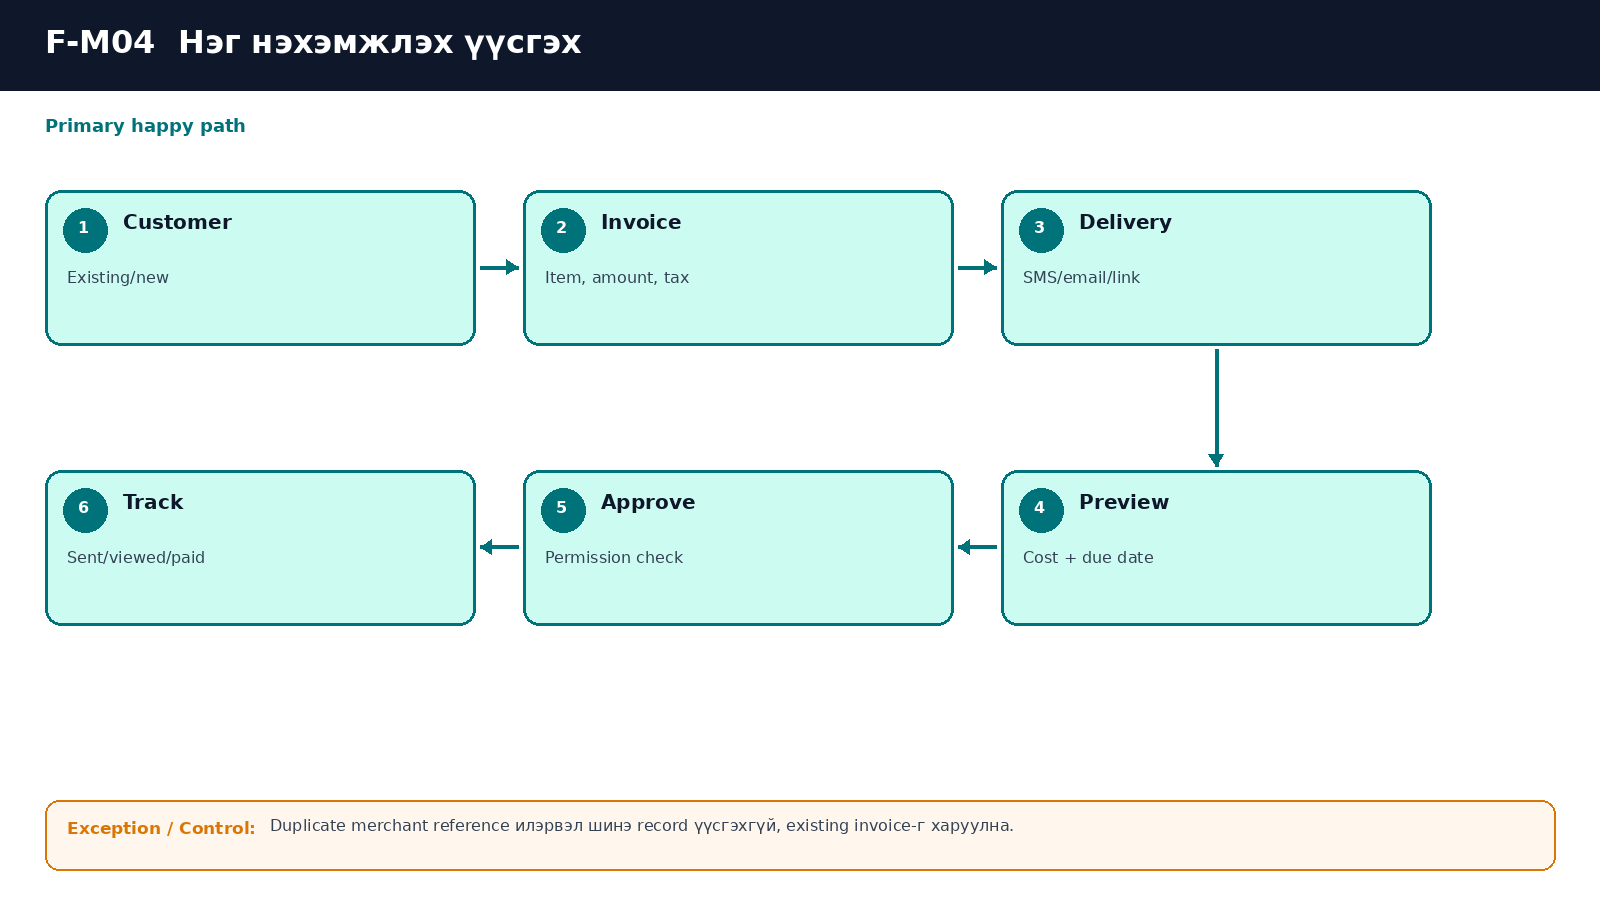 F-M04  Нэг нэхэмжлэх үүсгэх
Primary happy path
1 Customer
Existing/new
2 Invoice
Item, amount, tax
3 Delivery
SMS/email/link
4 Preview
Cost + due date
5 Approve
Permission check
6 Track
Sent/viewed/paid
Exception / Control: Duplicate merchant reference илэрвэл шинэ record үүсгэхгүй, existing invoice-г харуулна.